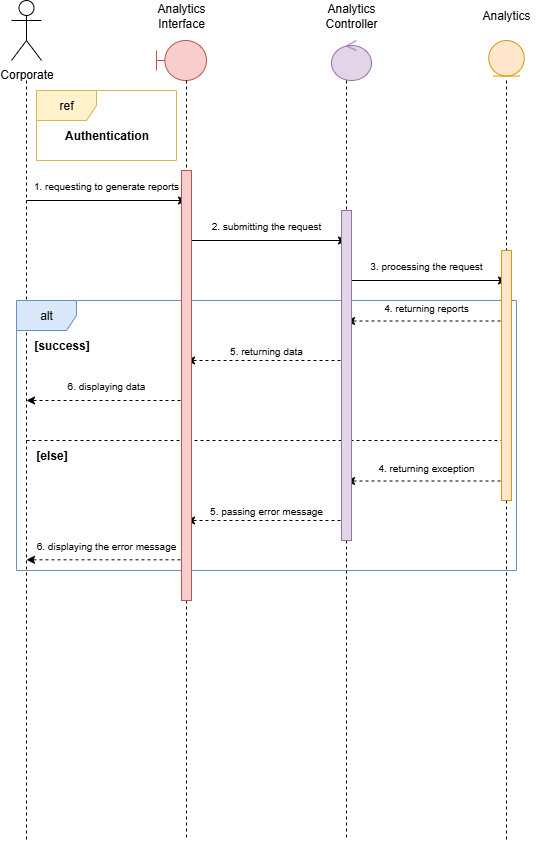 Analytics
Interface
Analytics
Controller
Analytics
Corporate
ref
Authentication
1. requesting to generate reports
2. submitting the request
3. processing the request
alt
4. returning reports
[success]
5. returning data
6. displaying data
[else]
4. returning exception
5. passing error message
6. displaying the error message